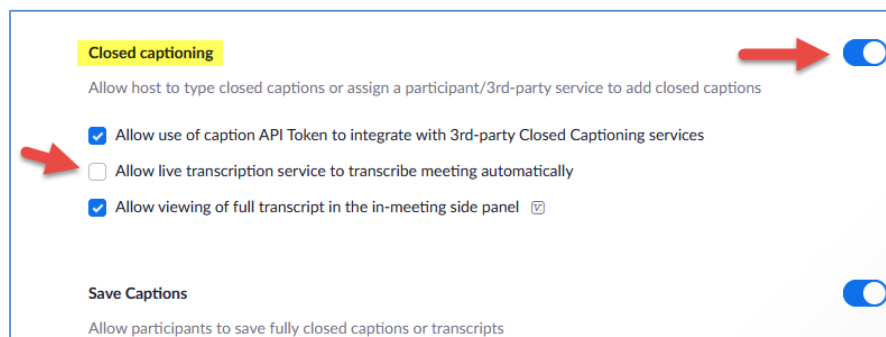 Closed captioning
Allow host to type closed captions or assign a participant/3rd-party service to add closed captions
Allow use of caption API Token to integrate with 3rd-party Closed Captioning services
Allow live transcription service to transcribe meeting automatically
Allow viewing of full transcript in the in-meeting side panel
Save Captions
Allow participants to save fully closed captions or transcripts